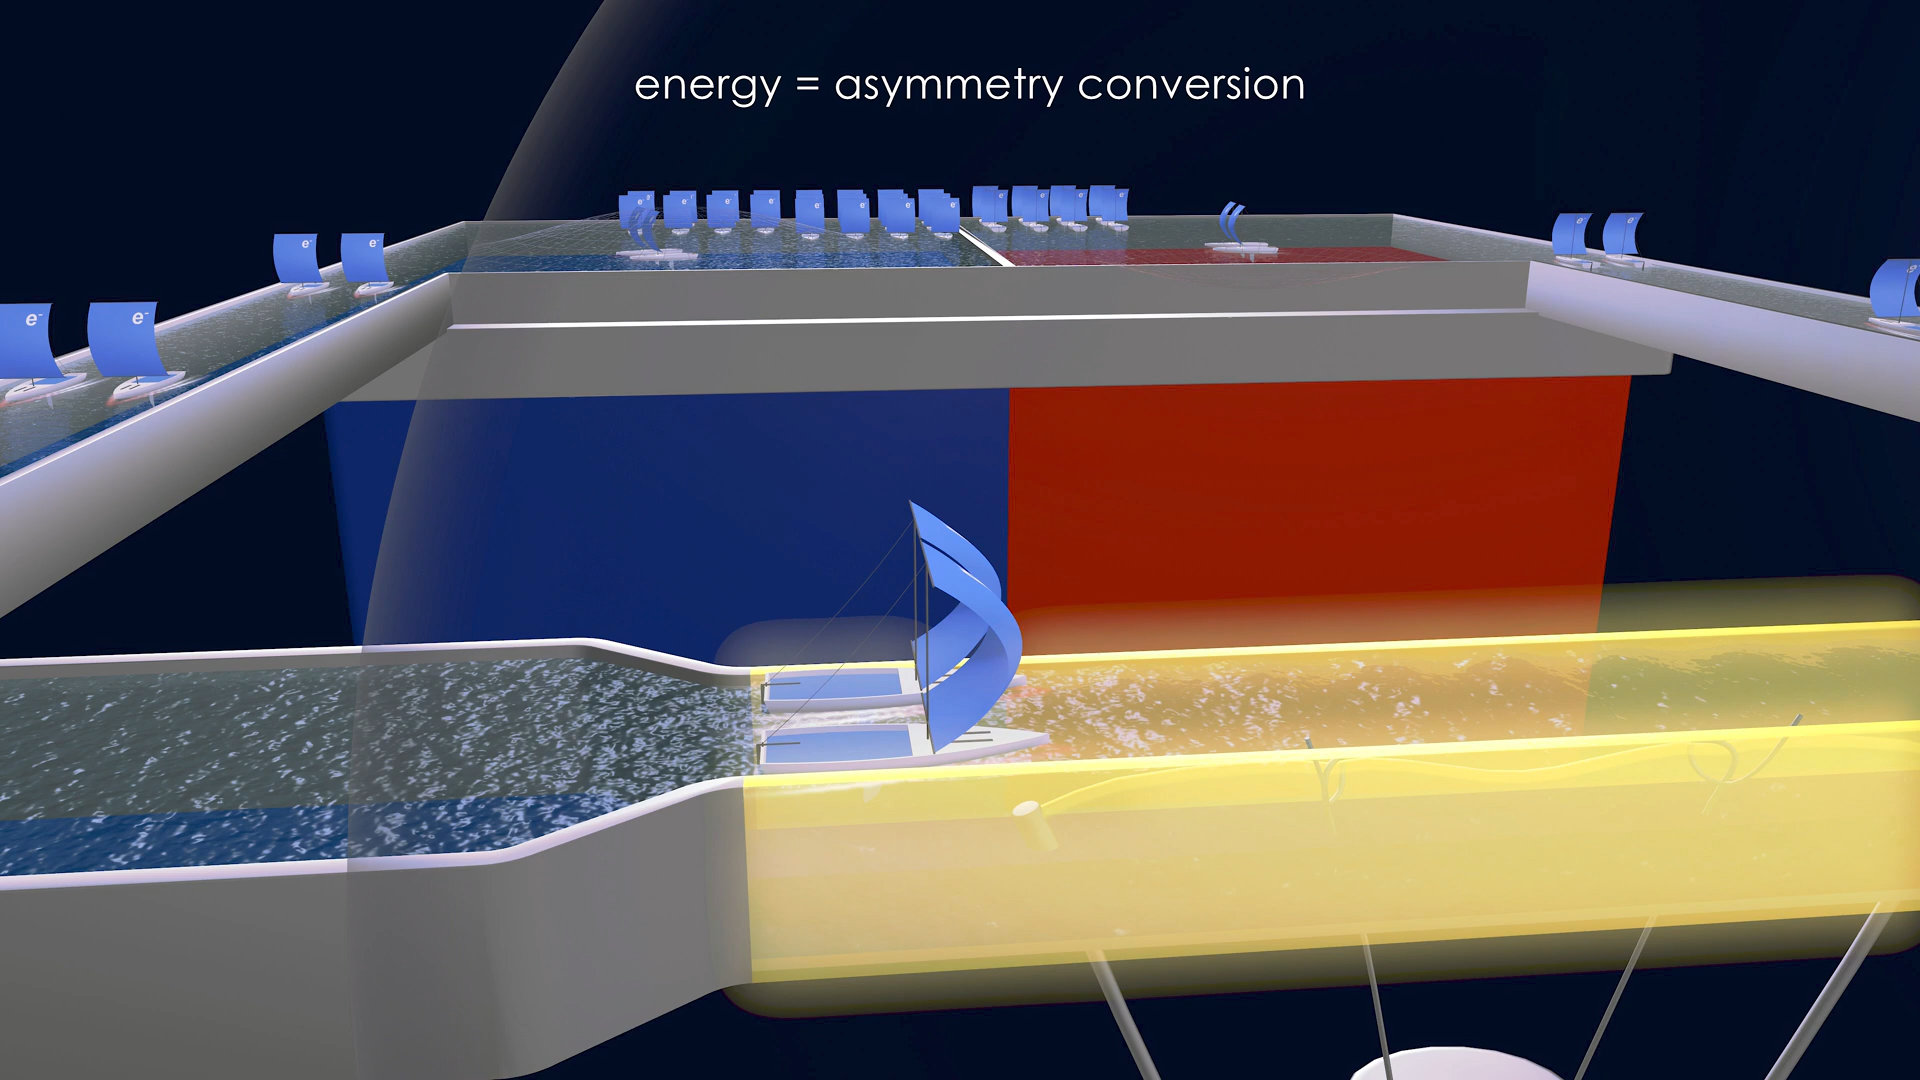 energy = asymmetry conversion
e⁻ e⁻ e⁻ e⁻ e⁻ e⁻ e⁻ e⁻ e⁻ e⁻ e⁻ e⁻ e⁻ e⁻
e⁻ e⁻
e⁻ e⁻